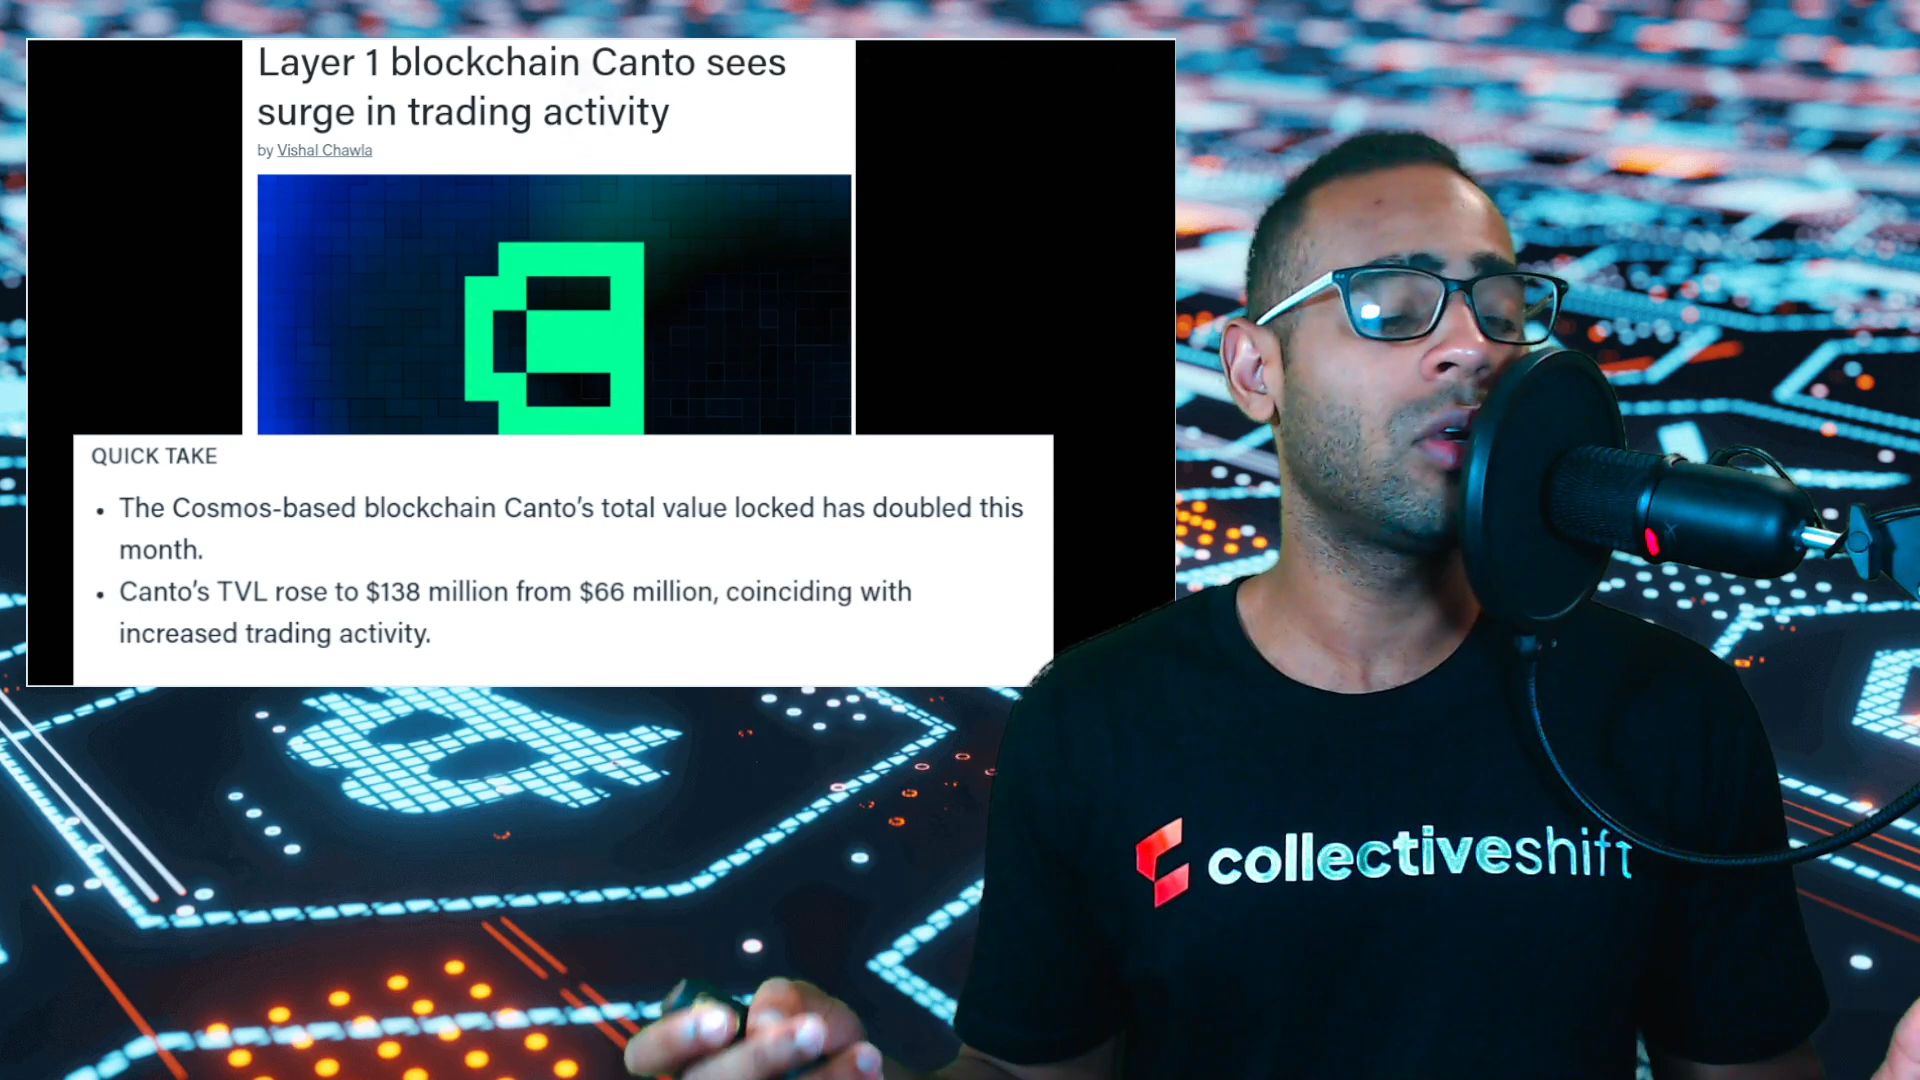 Layer 1 blockchain Canto sees
surge in trading activity
by Vishal Chawla
QUICK TAKE
• The Cosmos-based blockchain Canto’s total value locked has doubled this
month.
• Canto’s TVL rose to $138 million from $66 million, coinciding with
increased trading activity.
collectiveshift